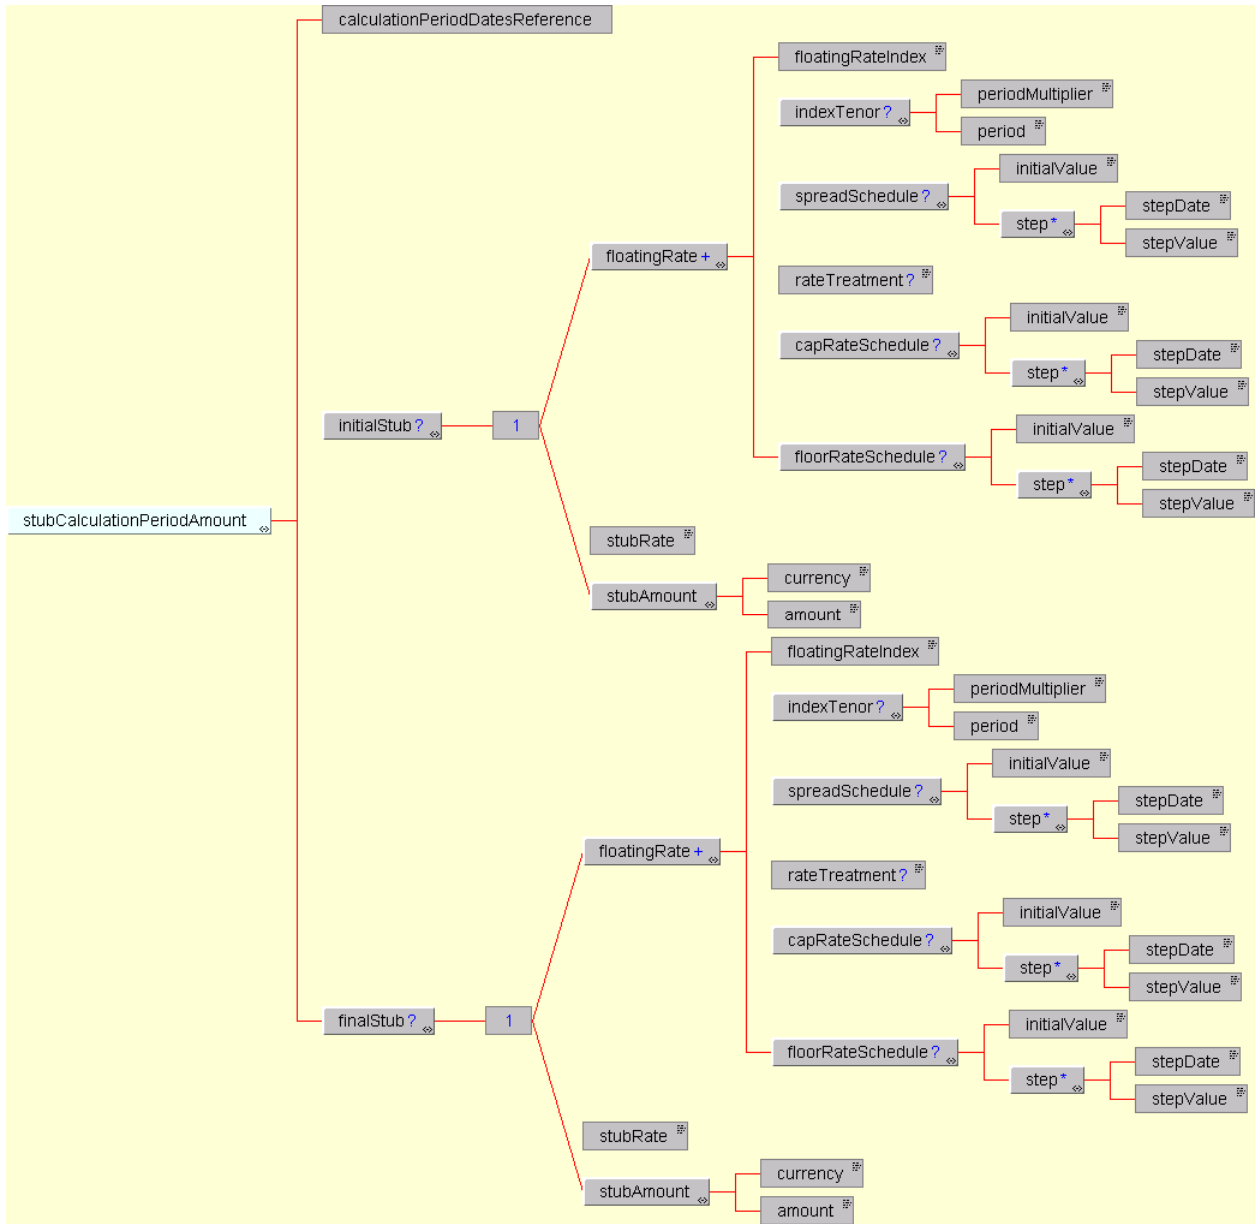 calculationPeriodDatesReference
floatingRateIndex
periodMultiplier
indexTenor?
period
initialValue
spreadSchedule?
stepDate
step*
stepValue
floatingRate+
rateTreatment?
initialValue
capRateSchedule?
stepDate
step*
stepValue
initialStub?
1
initialValue
floorRateSchedule?
stepDate
step*
stepValue
stubCalculationPeriodAmount
stubRate
currency
stubAmount
amount
floatingRateIndex
periodMultiplier
indexTenor?
period
initialValue
spreadSchedule?
stepDate
step*
stepValue
floatingRate+
rateTreatment?
initialValue
capRateSchedule?
stepDate
step*
stepValue
finalStub?
1
initialValue
floorRateSchedule?
stepDate
step*
stepValue
stubRate
currency
stubAmount
amount